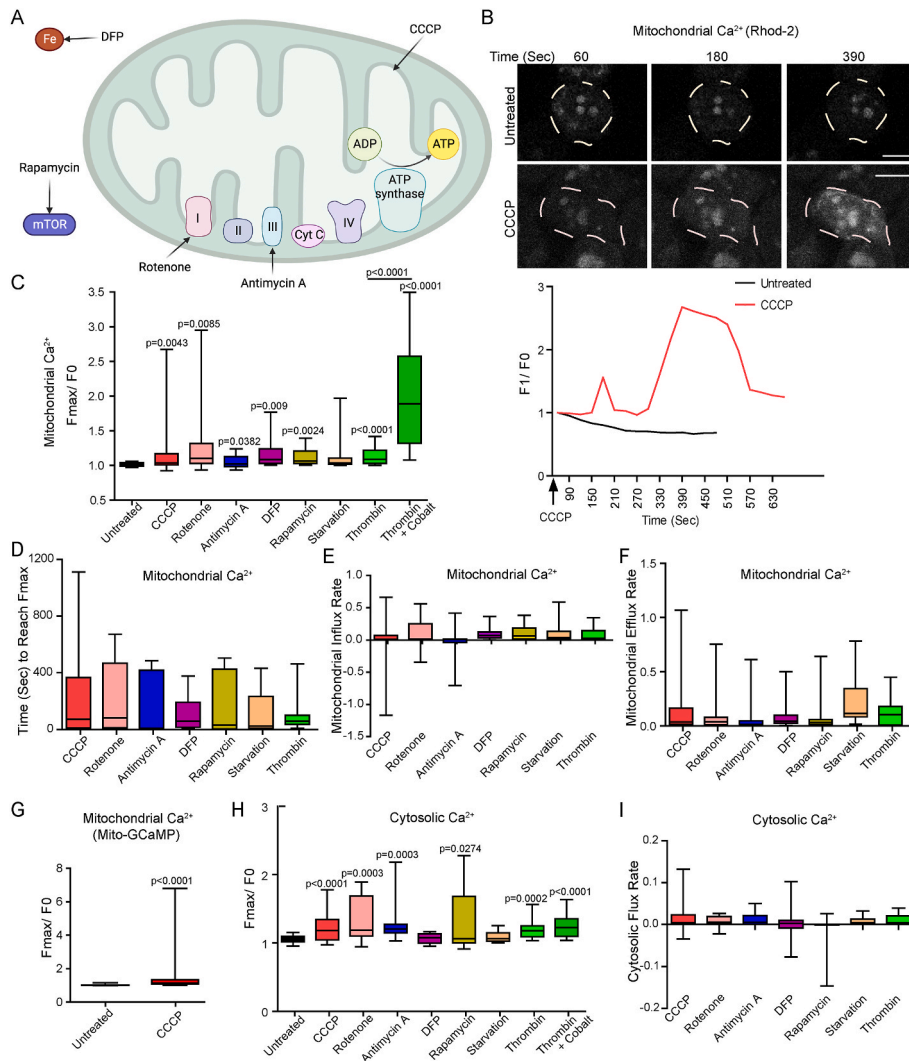 A
Fe
DFP
CCCP
ADP
ATP
ATP
synthase
Rapamycin
mTOR
I
II
III
Cyt C
IV
Rotenone
Antimycin A
B
Mitochondrial Ca²⁺ (Rhod-2)
Time (Sec) 60 180 390
Untreated
CCCP
Untreated
CCCP
F1/ F0
3
2
1
0
90 150 210 270 330 390 450 510 570 630
CCCP
Time (Sec)
C
Mitochondrial Ca²⁺
Fmax/ F0
3.5
3.0
2.5
2.0
1.5
1.0
0.5
p=0.0043
p=0.0085
p=0.0382
p=0.009
p=0.0024
p<0.0001
p<0.0001
p<0.0001
Untreated
CCCP
Rotenone
Antimycin A
DFP
Rapamycin
Starvation
Thrombin
Thrombin
+ Cobalt
D
Mitochondrial Ca²⁺
Time (Sec) to Reach Fmax
1200
800
400
0
CCCP
Rotenone
Antimycin A
DFP
Rapamycin
Starvation
Thrombin
E
Mitochondrial Ca²⁺
Mitochondrial Influx Rate
1.0
0.5
0.0
-0.5
-1.0
-1.5
CCCP
Rotenone
Antimycin A
DFP
Rapamycin
Starvation
Thrombin
F
Mitochondrial Ca²⁺
Mitochondrial Efflux Rate
1.5
1.0
0.5
0.0
CCCP
Rotenone
Antimycin A
DFP
Rapamycin
Starvation
Thrombin
G
Mitochondrial Ca²⁺
(Mito-GCaMP)
Fmax/ F0
8
6
4
2
0
p<0.0001
Untreated
CCCP
H
Cytosolic Ca²⁺
Fmax/ F0
3
2
1
0
p<0.0001
p=0.0003
p=0.0003
p=0.0274
p=0.0002
p<0.0001
Untreated
CCCP
Rotenone
Antimycin A
DFP
Rapamycin
Starvation
Thrombin
Thrombin
+ Cobalt
I
Cytosolic Ca²⁺
Cytosolic Flux Rate
0.2
0.1
0.0
-0.1
-0.2
CCCP
Rotenone
Antimycin A
DFP
Rapamycin
Starvation
Thrombin